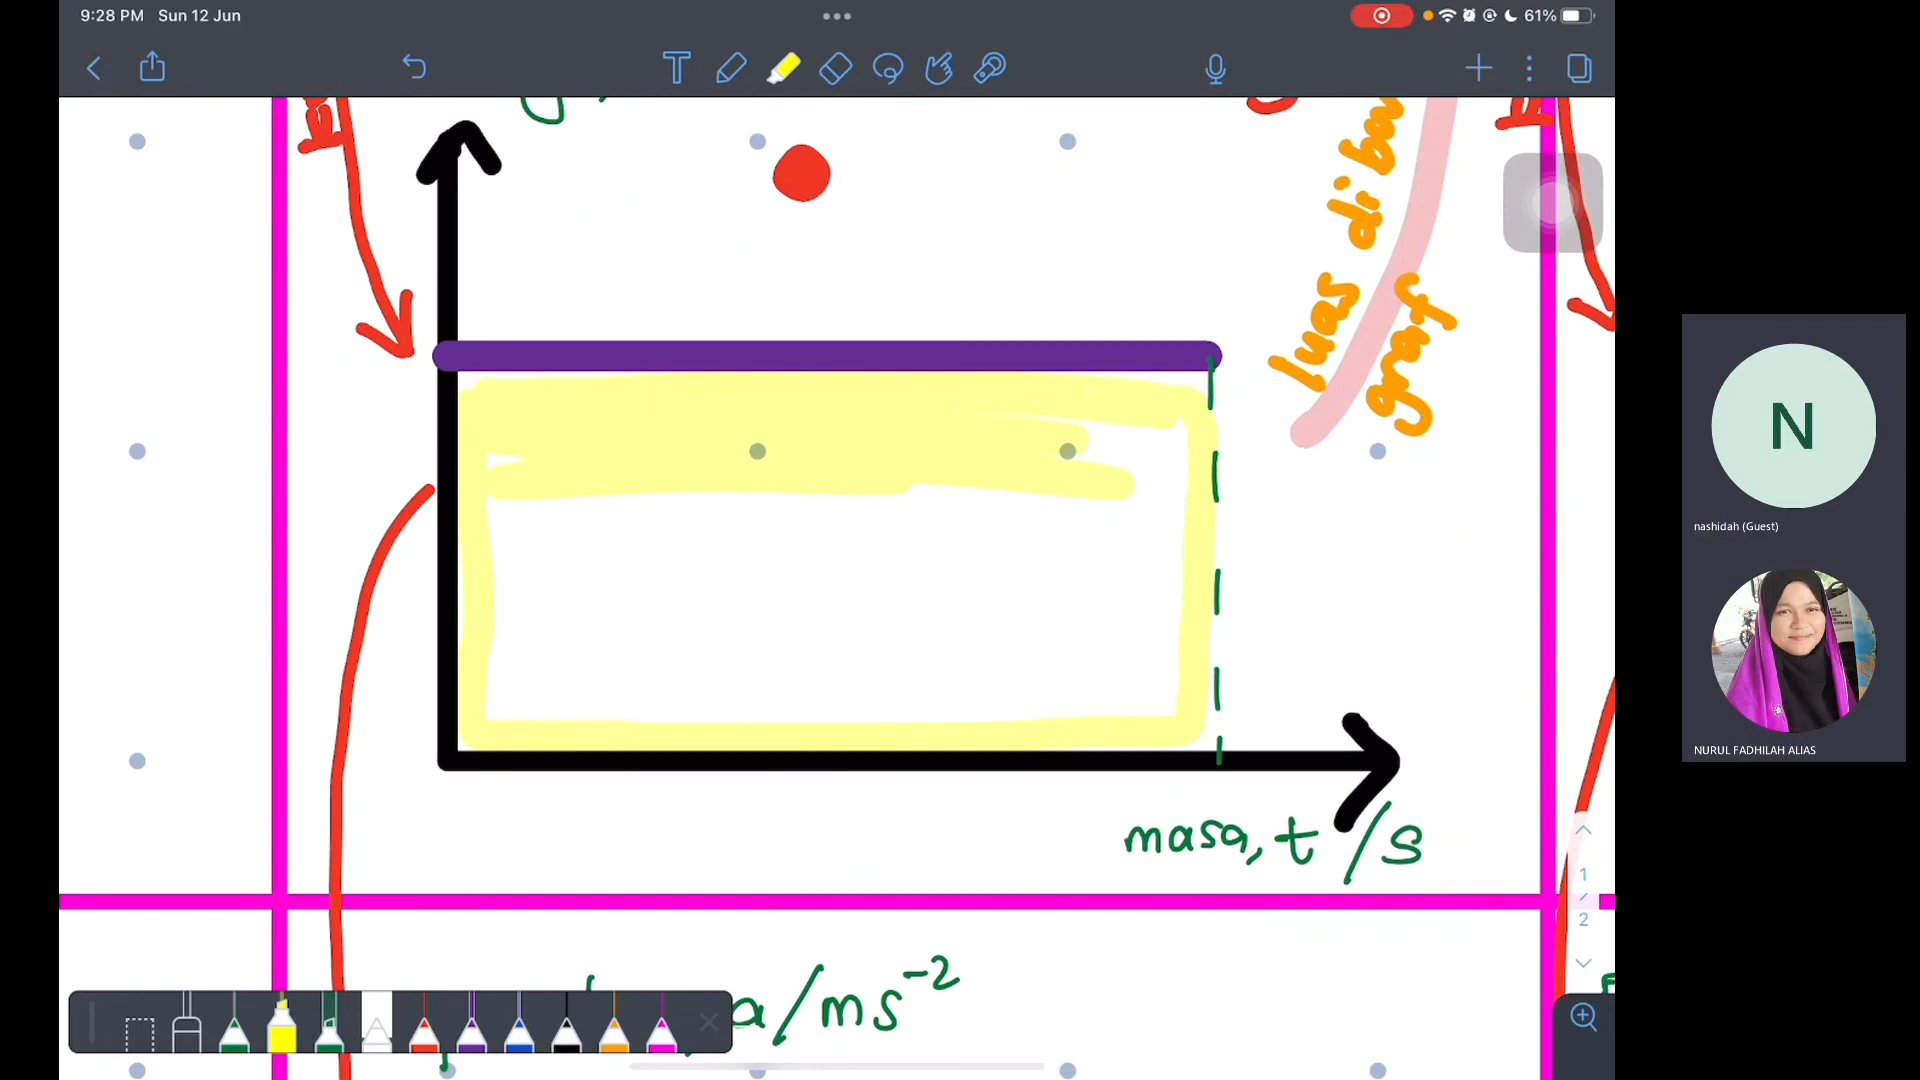 9:28 PM Sun 12 Jun
61%
luas di
graf
masa, t /s
a/ms⁻²
1
/
2
N
nashidah (Guest)
NURUL FADHILAH ALIAS